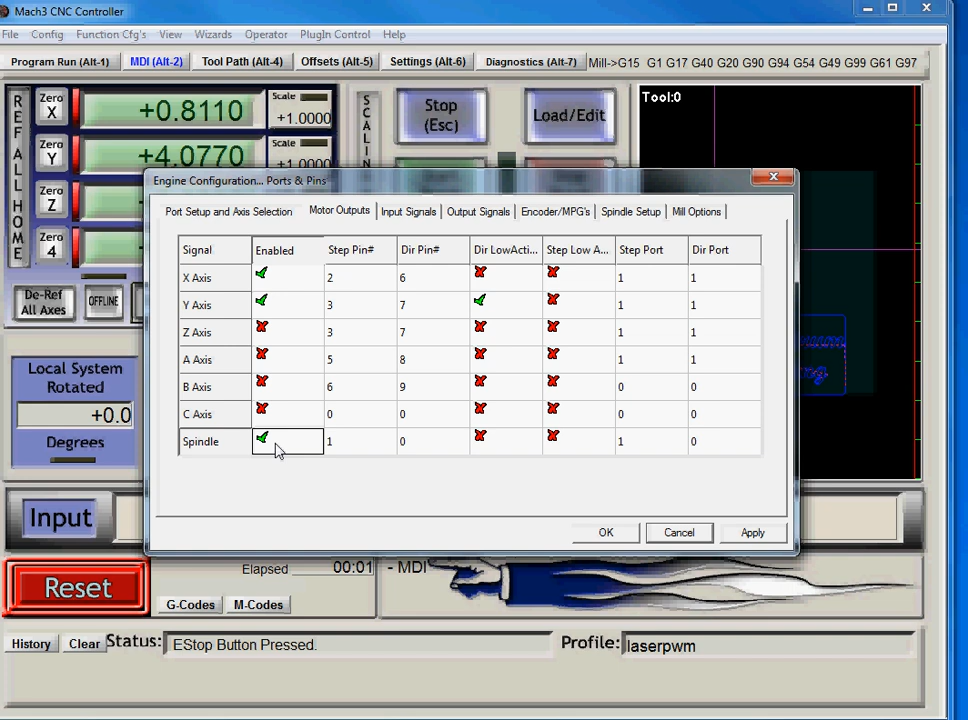 Mach3 CNC Controller
File Config Function Cfg's View Wizards Operator PlugIn Control Help
Program Run (Alt-1) MDI (Alt-2) Tool Path (Alt-4) Offsets (Alt-5) Settings (Alt-6) Diagnostics (Alt-7) Mill->G15 G1 G17 G40 G20 G90 G94 G54 G49 G99 G61 G97
REF ALL HOME
Zero X +0.8110 Scale +1.0000
Zero Y +4.0770 Scale +1.0000
Zero Z
Zero 4
Stop (Esc)
Load/Edit
Tool:0
Engine Configuration... Ports & Pins
Port Setup and Axis Selection Motor Outputs Input Signals Output Signals Encoder/MPG's Spindle Setup Mill Options
Signal Enabled Step Pin# Dir Pin# Dir LowActi... Step Low A... Step Port Dir Port
X Axis 2 6 1 1
Y Axis 3 7 1 1
Z Axis 3 7 1 1
A Axis 5 8 1 1
B Axis 6 9 0 0
C Axis 0 0 0 0
Spindle 1 0 1 0
OK Cancel Apply
De-Ref All Axes
OFFLINE
Local System
Rotated
+0.0
Degrees
Input
Reset
Elapsed 00:01 - MDI
G-Codes M-Codes
History Clear Status: EStop Button Pressed. Profile: laserpwm